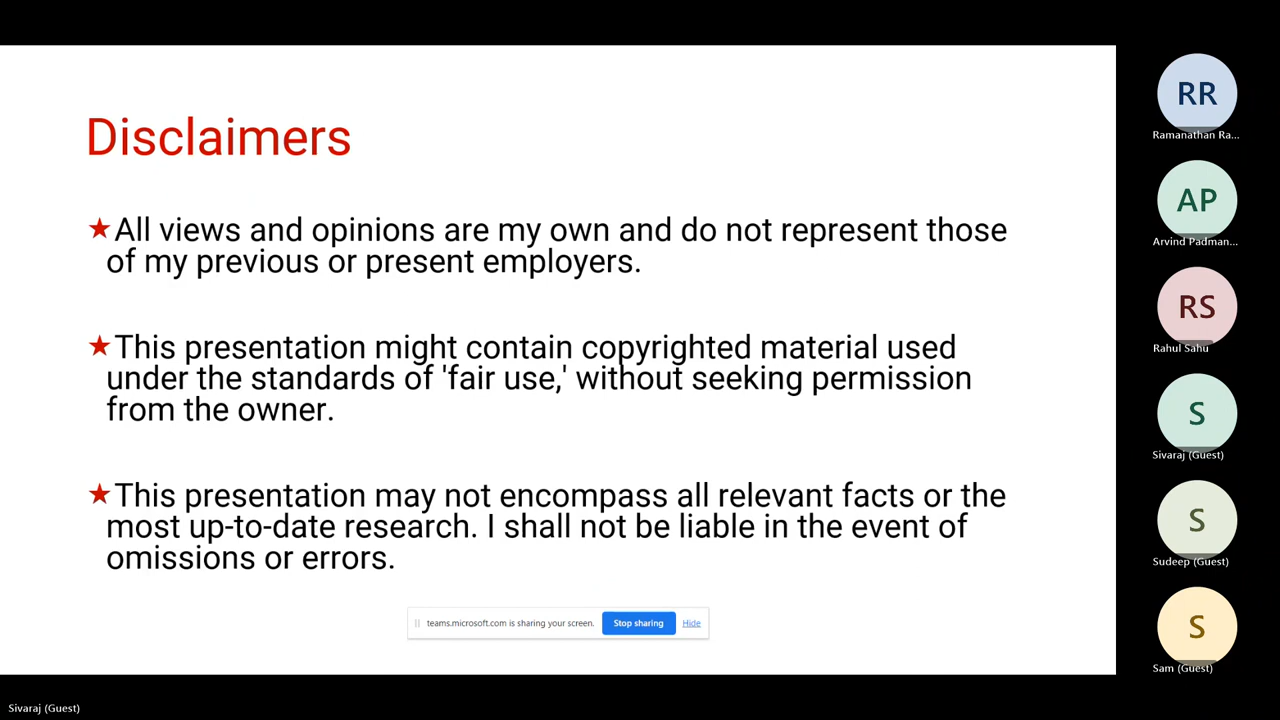 Disclaimers
★All views and opinions are my own and do not represent those
of my previous or present employers.
★This presentation might contain copyrighted material used
under the standards of 'fair use,' without seeking permission
from the owner.
★This presentation may not encompass all relevant facts or the
most up-to-date research. I shall not be liable in the event of
omissions or errors.
teams.microsoft.com is sharing your screen. Stop sharing Hide
RR
Ramanathan Ra...
AP
Arvind Padman...
RS
Rahul Sahu
S
Sivaraj (Guest)
S
Sudeep (Guest)
S
Sam (Guest)
Sivaraj (Guest)